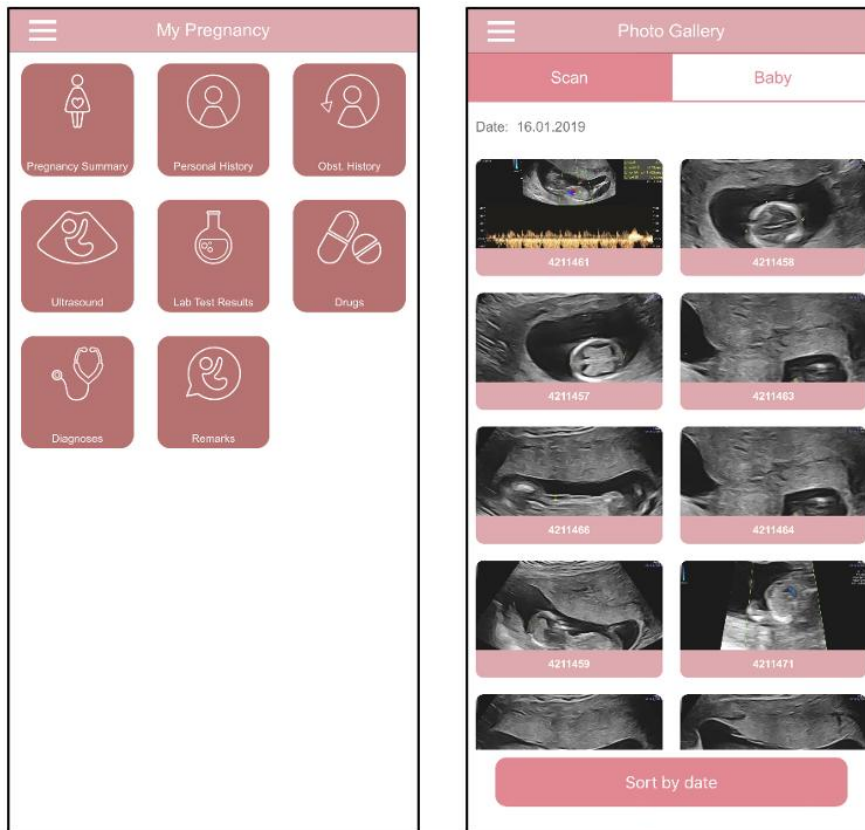 My Pregnancy
Pregnancy Summary
Personal History
Obst. History
Ultrasound
Lab Test Results
Drugs
Diagnoses
Remarks
Photo Gallery
Scan
Baby
Date: 16.01.2019
4211461
4211458
4211457
4211463
4211466
4211464
4211459
4211471
Sort by date